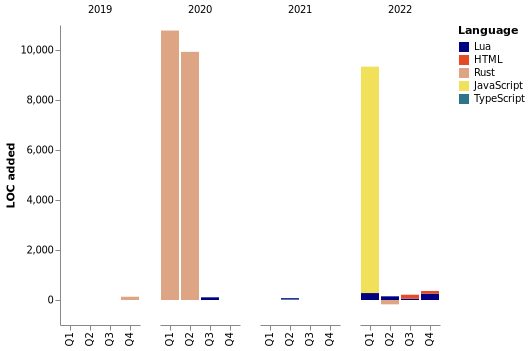 2019 2020 2021 2022
Language
Lua
HTML
Rust
JavaScript
TypeScript
LOC added
10,000
8,000
6,000
4,000
2,000
0
Q1 Q2 Q3 Q4 Q1 Q2 Q3 Q4 Q1 Q2 Q3 Q4 Q1 Q2 Q3 Q4